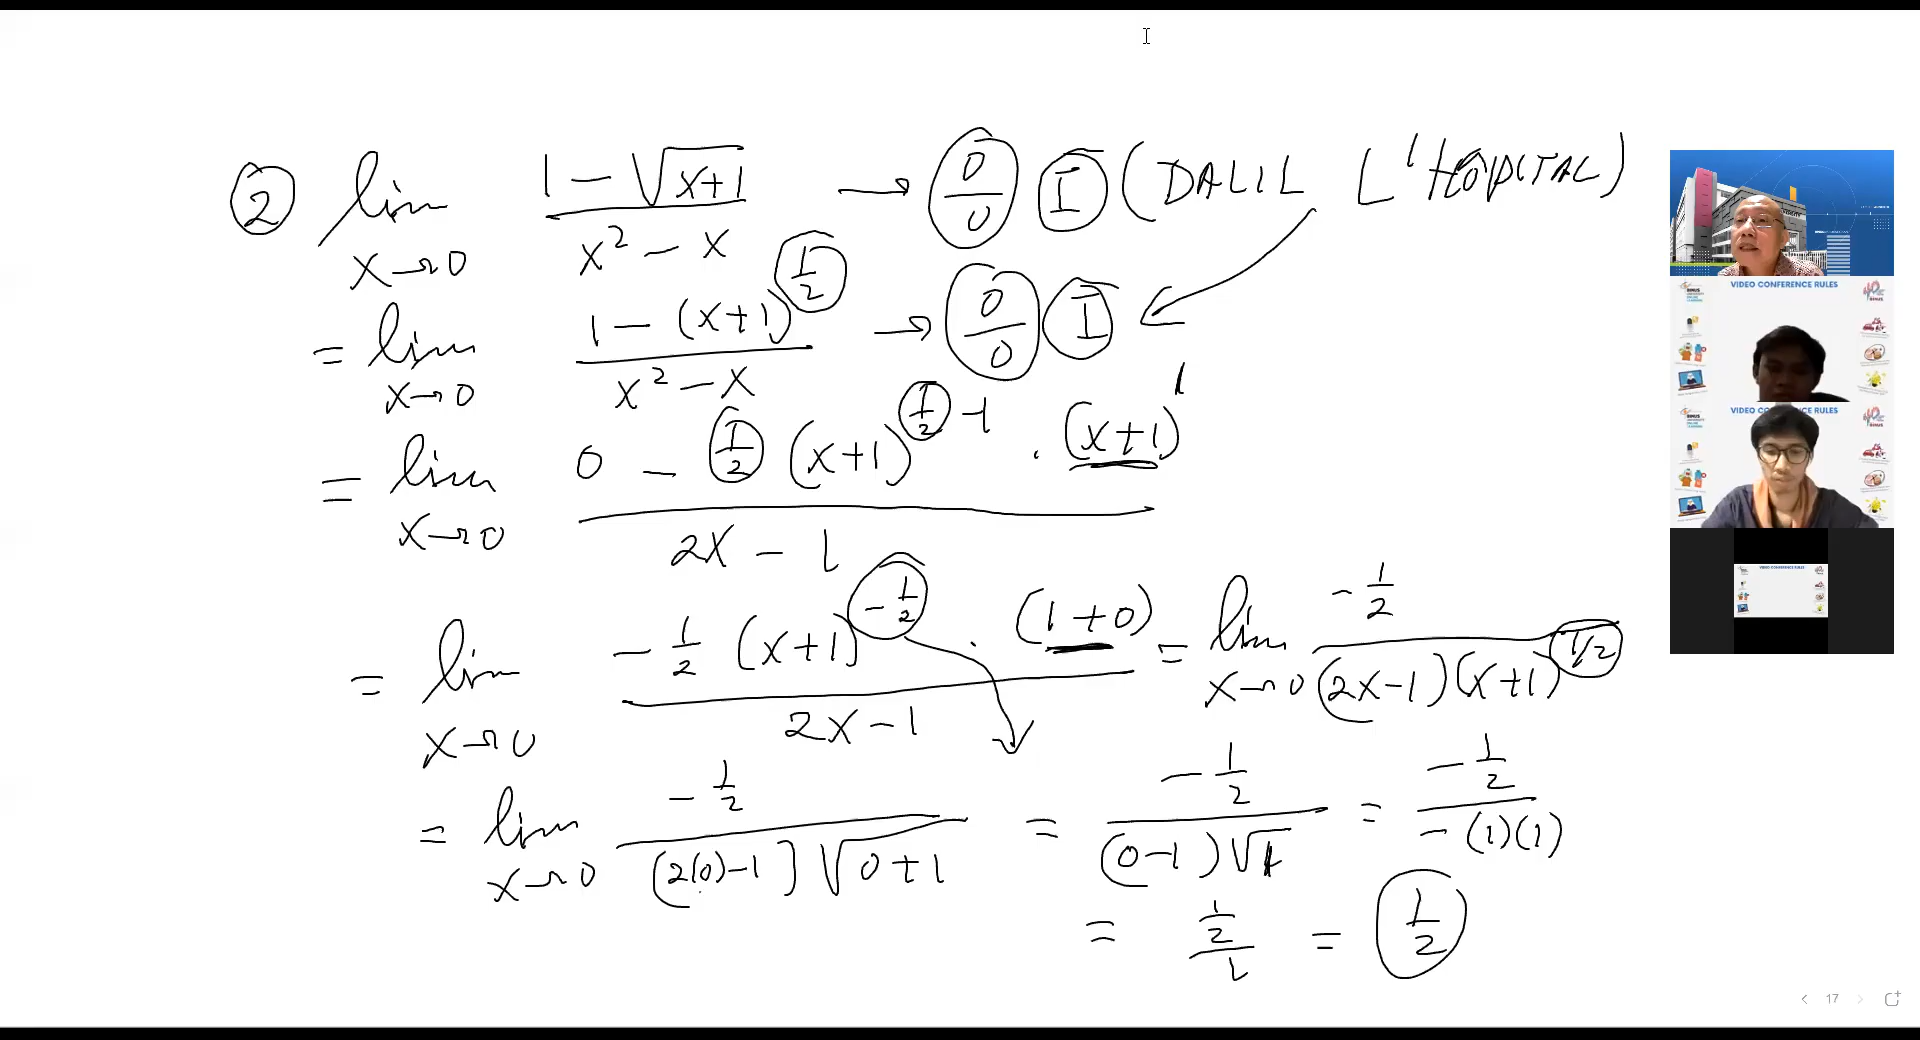 ② lim x→0 (1 − √(x+1)) / (x² − x) → 0/0 I (DALIL L'HOPITAL)
= lim x→0 (1 − (x+1)^(1/2)) / (x² − x) → 0/0 I
= lim x→0 (0 − 1/2 (x+1)^(1/2 −1) . (x+1)') / (2x − 1)
= lim x→0 (−1/2 (x+1)^(−1/2) . (1+0)) / (2x−1) = lim x→0 (−1/2) / ((2x−1)(x+1)^(1/2))
= lim x→0 (−1/2) / ((2(0)−1) √(0+1)) = (−1/2) / ((0−1)√1) = (−1/2) / (−(1)(1))
= (1/2)/1 = 1/2
VIDEO CONFERENCE RULES
VIDEO CONFERENCE RULES
VIDEO CONFERENCE RULES
17